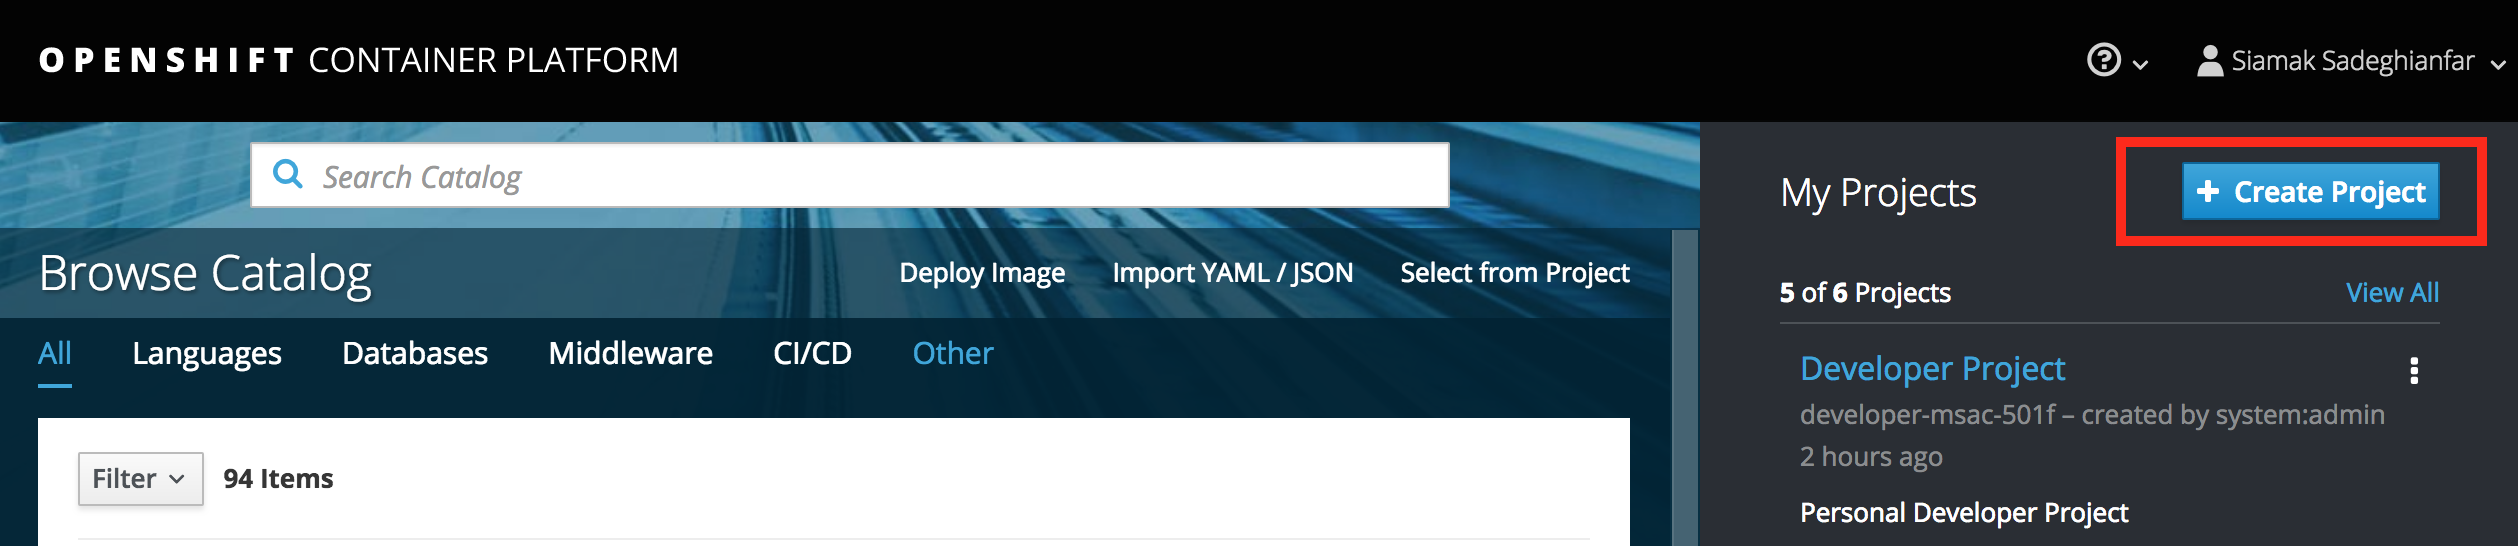 OPENSHIFT CONTAINER PLATFORM
Siamak Sadeghianfar
Search Catalog
My Projects
Create Project
Browse Catalog
Deploy Image
Import YAML / JSON
Select from Project
5 of 6 Projects
View All
All
Languages
Databases
Middleware
CI/CD
Other
Developer Project
developer-msac-501f – created by system:admin
2 hours ago
Filter
94 Items
Personal Developer Project